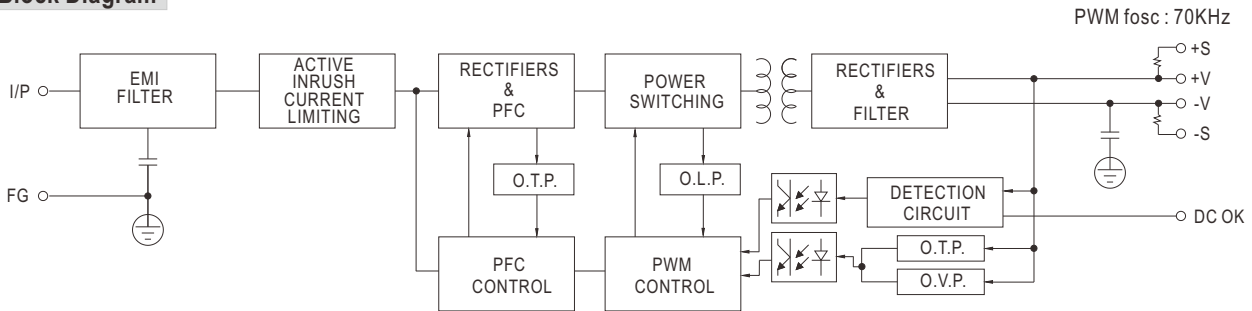 Block Diagram
PWM fosc : 70KHz
I/P
EMI
FILTER
ACTIVE
INRUSH
CURRENT
LIMITING
RECTIFIERS
&
PFC
POWER
SWITCHING
RECTIFIERS
&
FILTER
+S
+V
-V
-S
FG
O.T.P.
O.L.P.
DETECTION
CIRCUIT
DC OK
PFC
CONTROL
PWM
CONTROL
O.T.P.
O.V.P.